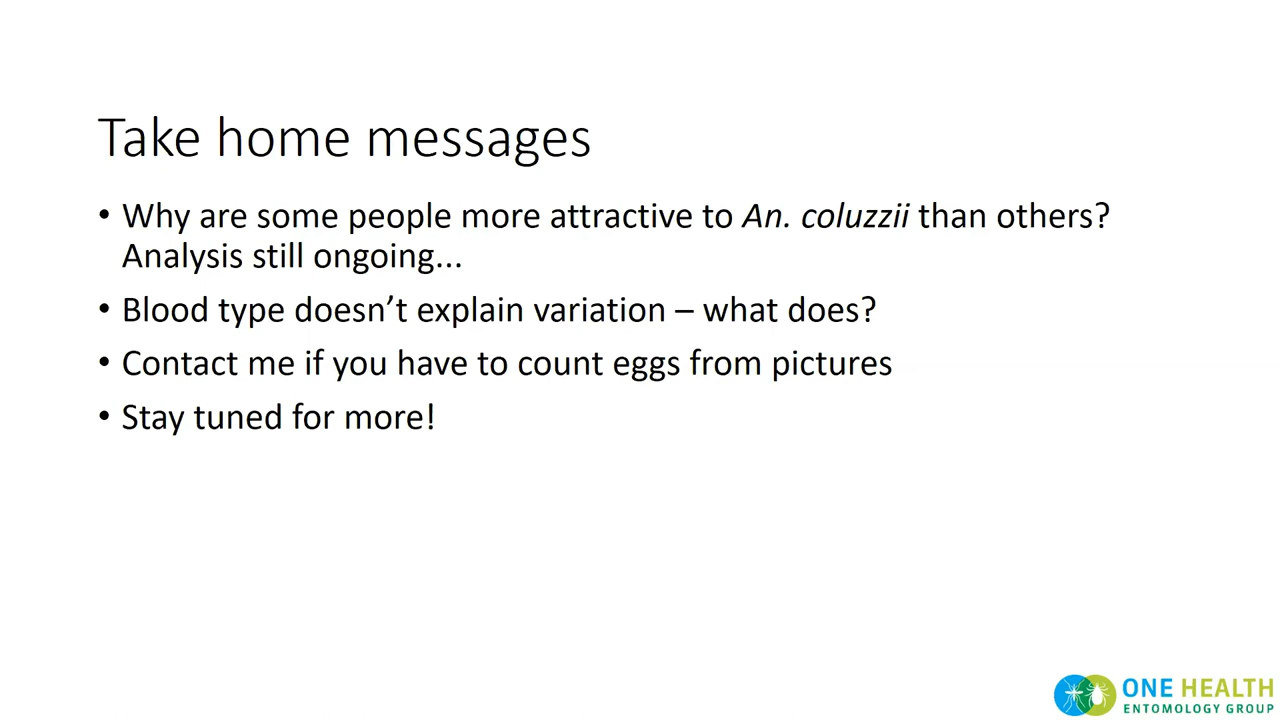 Take home messages
• Why are some people more attractive to An. coluzzii than others?
Analysis still ongoing...
• Blood type doesn’t explain variation – what does?
• Contact me if you have to count eggs from pictures
• Stay tuned for more!
ONE HEALTH
ENTOMOLOGY GROUP